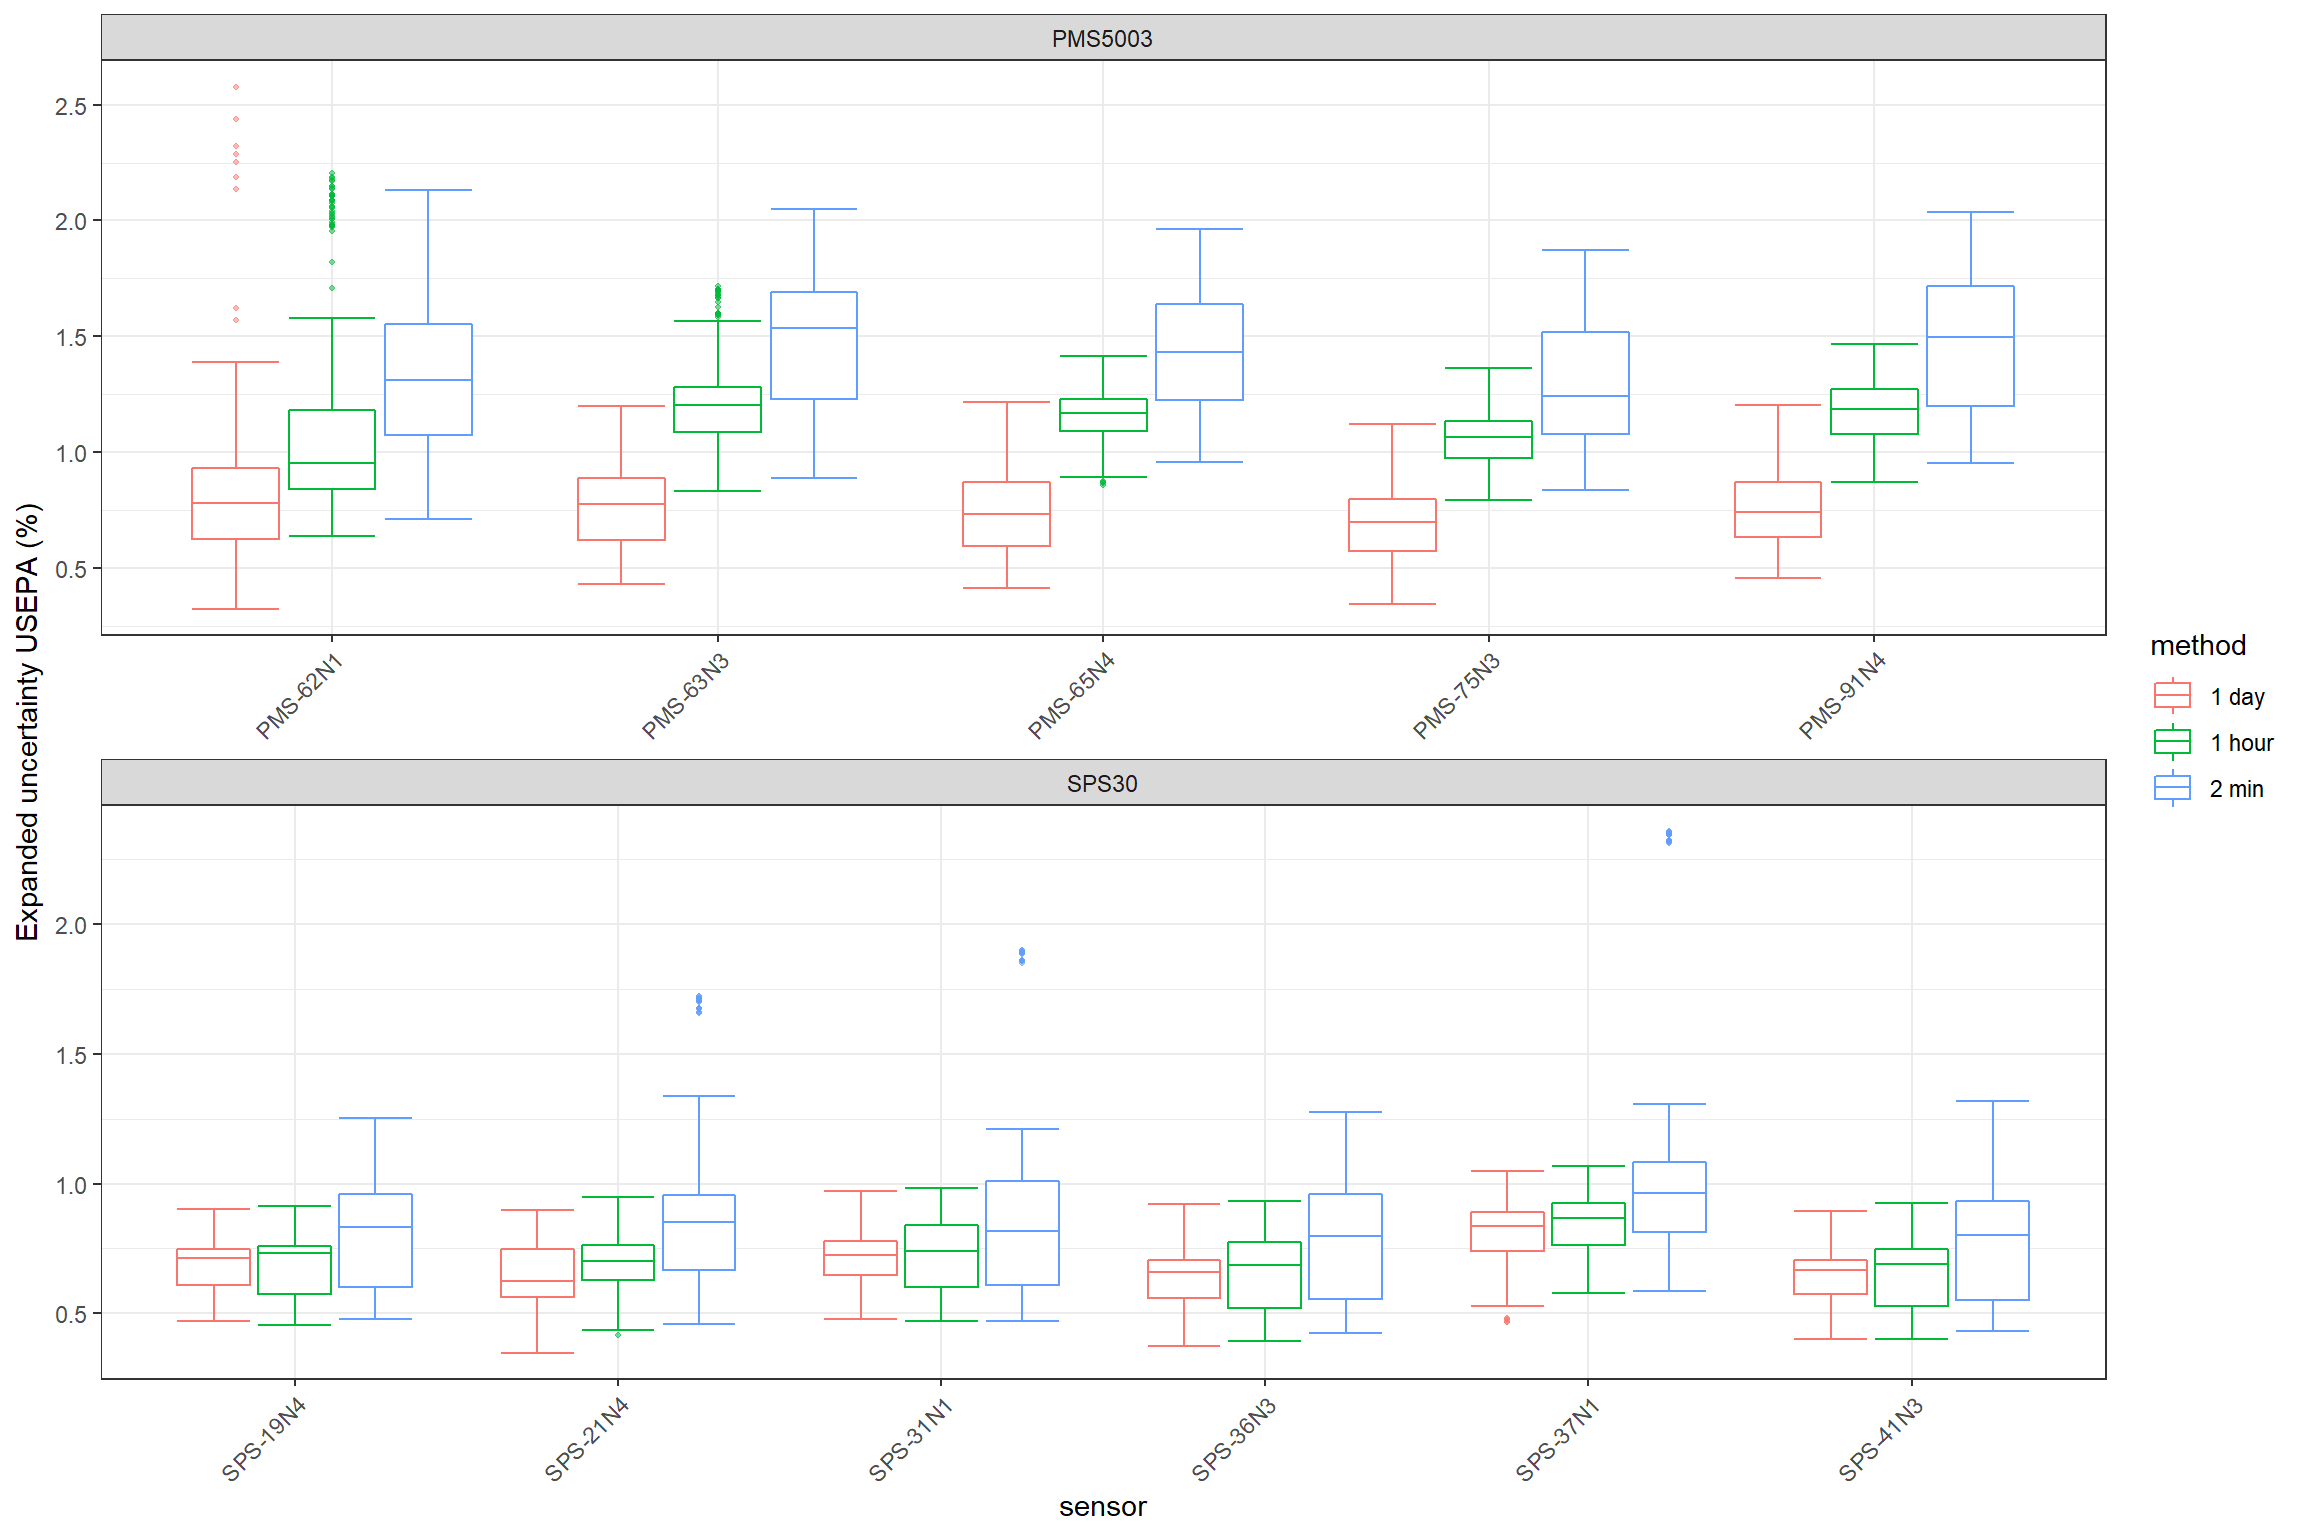 PMS5003
2.5
2.0
1.5
1.0
0.5
PMS-62N1
PMS-63N3
PMS-65N4
PMS-75N3
PMS-91N4
Expanded uncertainty USEPA (%)
SPS30
2.0
1.5
1.0
0.5
SPS-19N4
SPS-21N4
SPS-31N1
SPS-36N3
SPS-37N1
SPS-41N3
sensor
method
1 day
1 hour
2 min